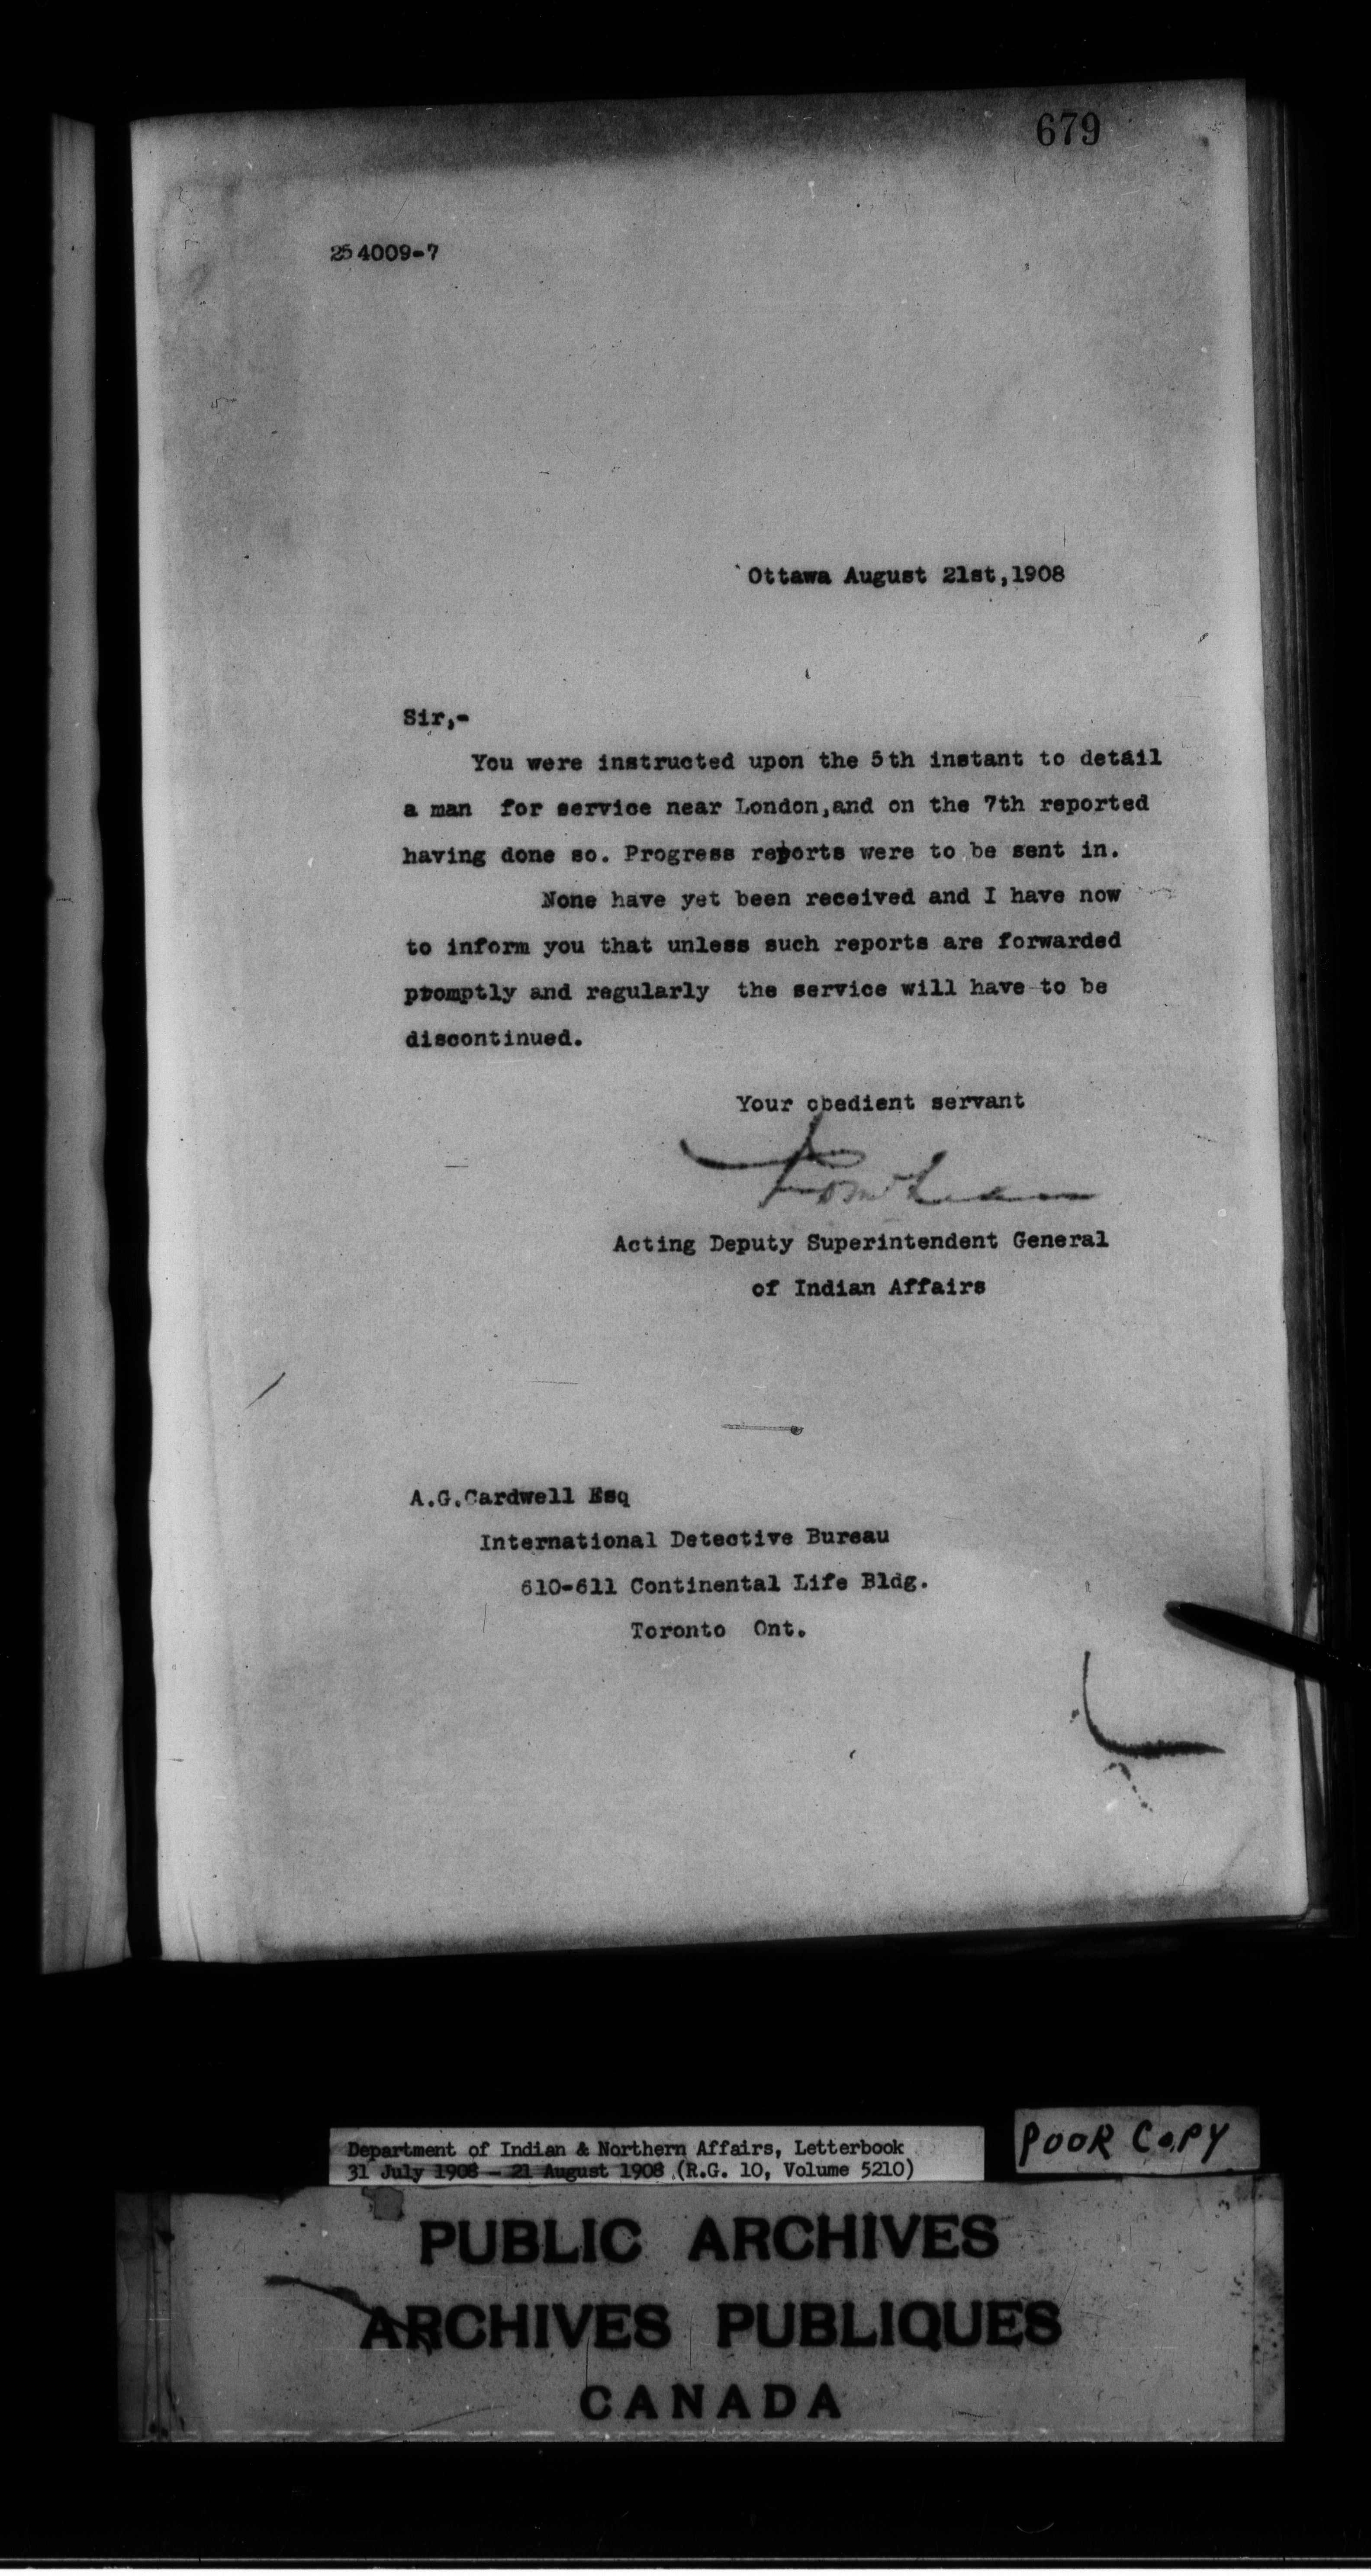 679
254009-7
Ottawa August 21st,1908
Sir,-
You were instructed upon the 5th instant to detail
a man for service near London,and on the 7th reported
having done so. Progress reports were to be sent in.
None have yet been received and I have now
to inform you that unless such reports are forwarded
promptly and regularly the service will have to be
discontinued.
Your obedient servant
Acting Deputy Superintendent General
of Indian Affairs
A.G.Cardwell Esq
International Detective Bureau
610-611 Continental Life Bldg.
Toronto Ont.
Department of Indian & Northern Affairs, Letterbook
31 July 1908 - 21 August 1908 (R.G. 10, Volume 5210)
POOR COPY
PUBLIC ARCHIVES
ARCHIVES PUBLIQUES
CANADA